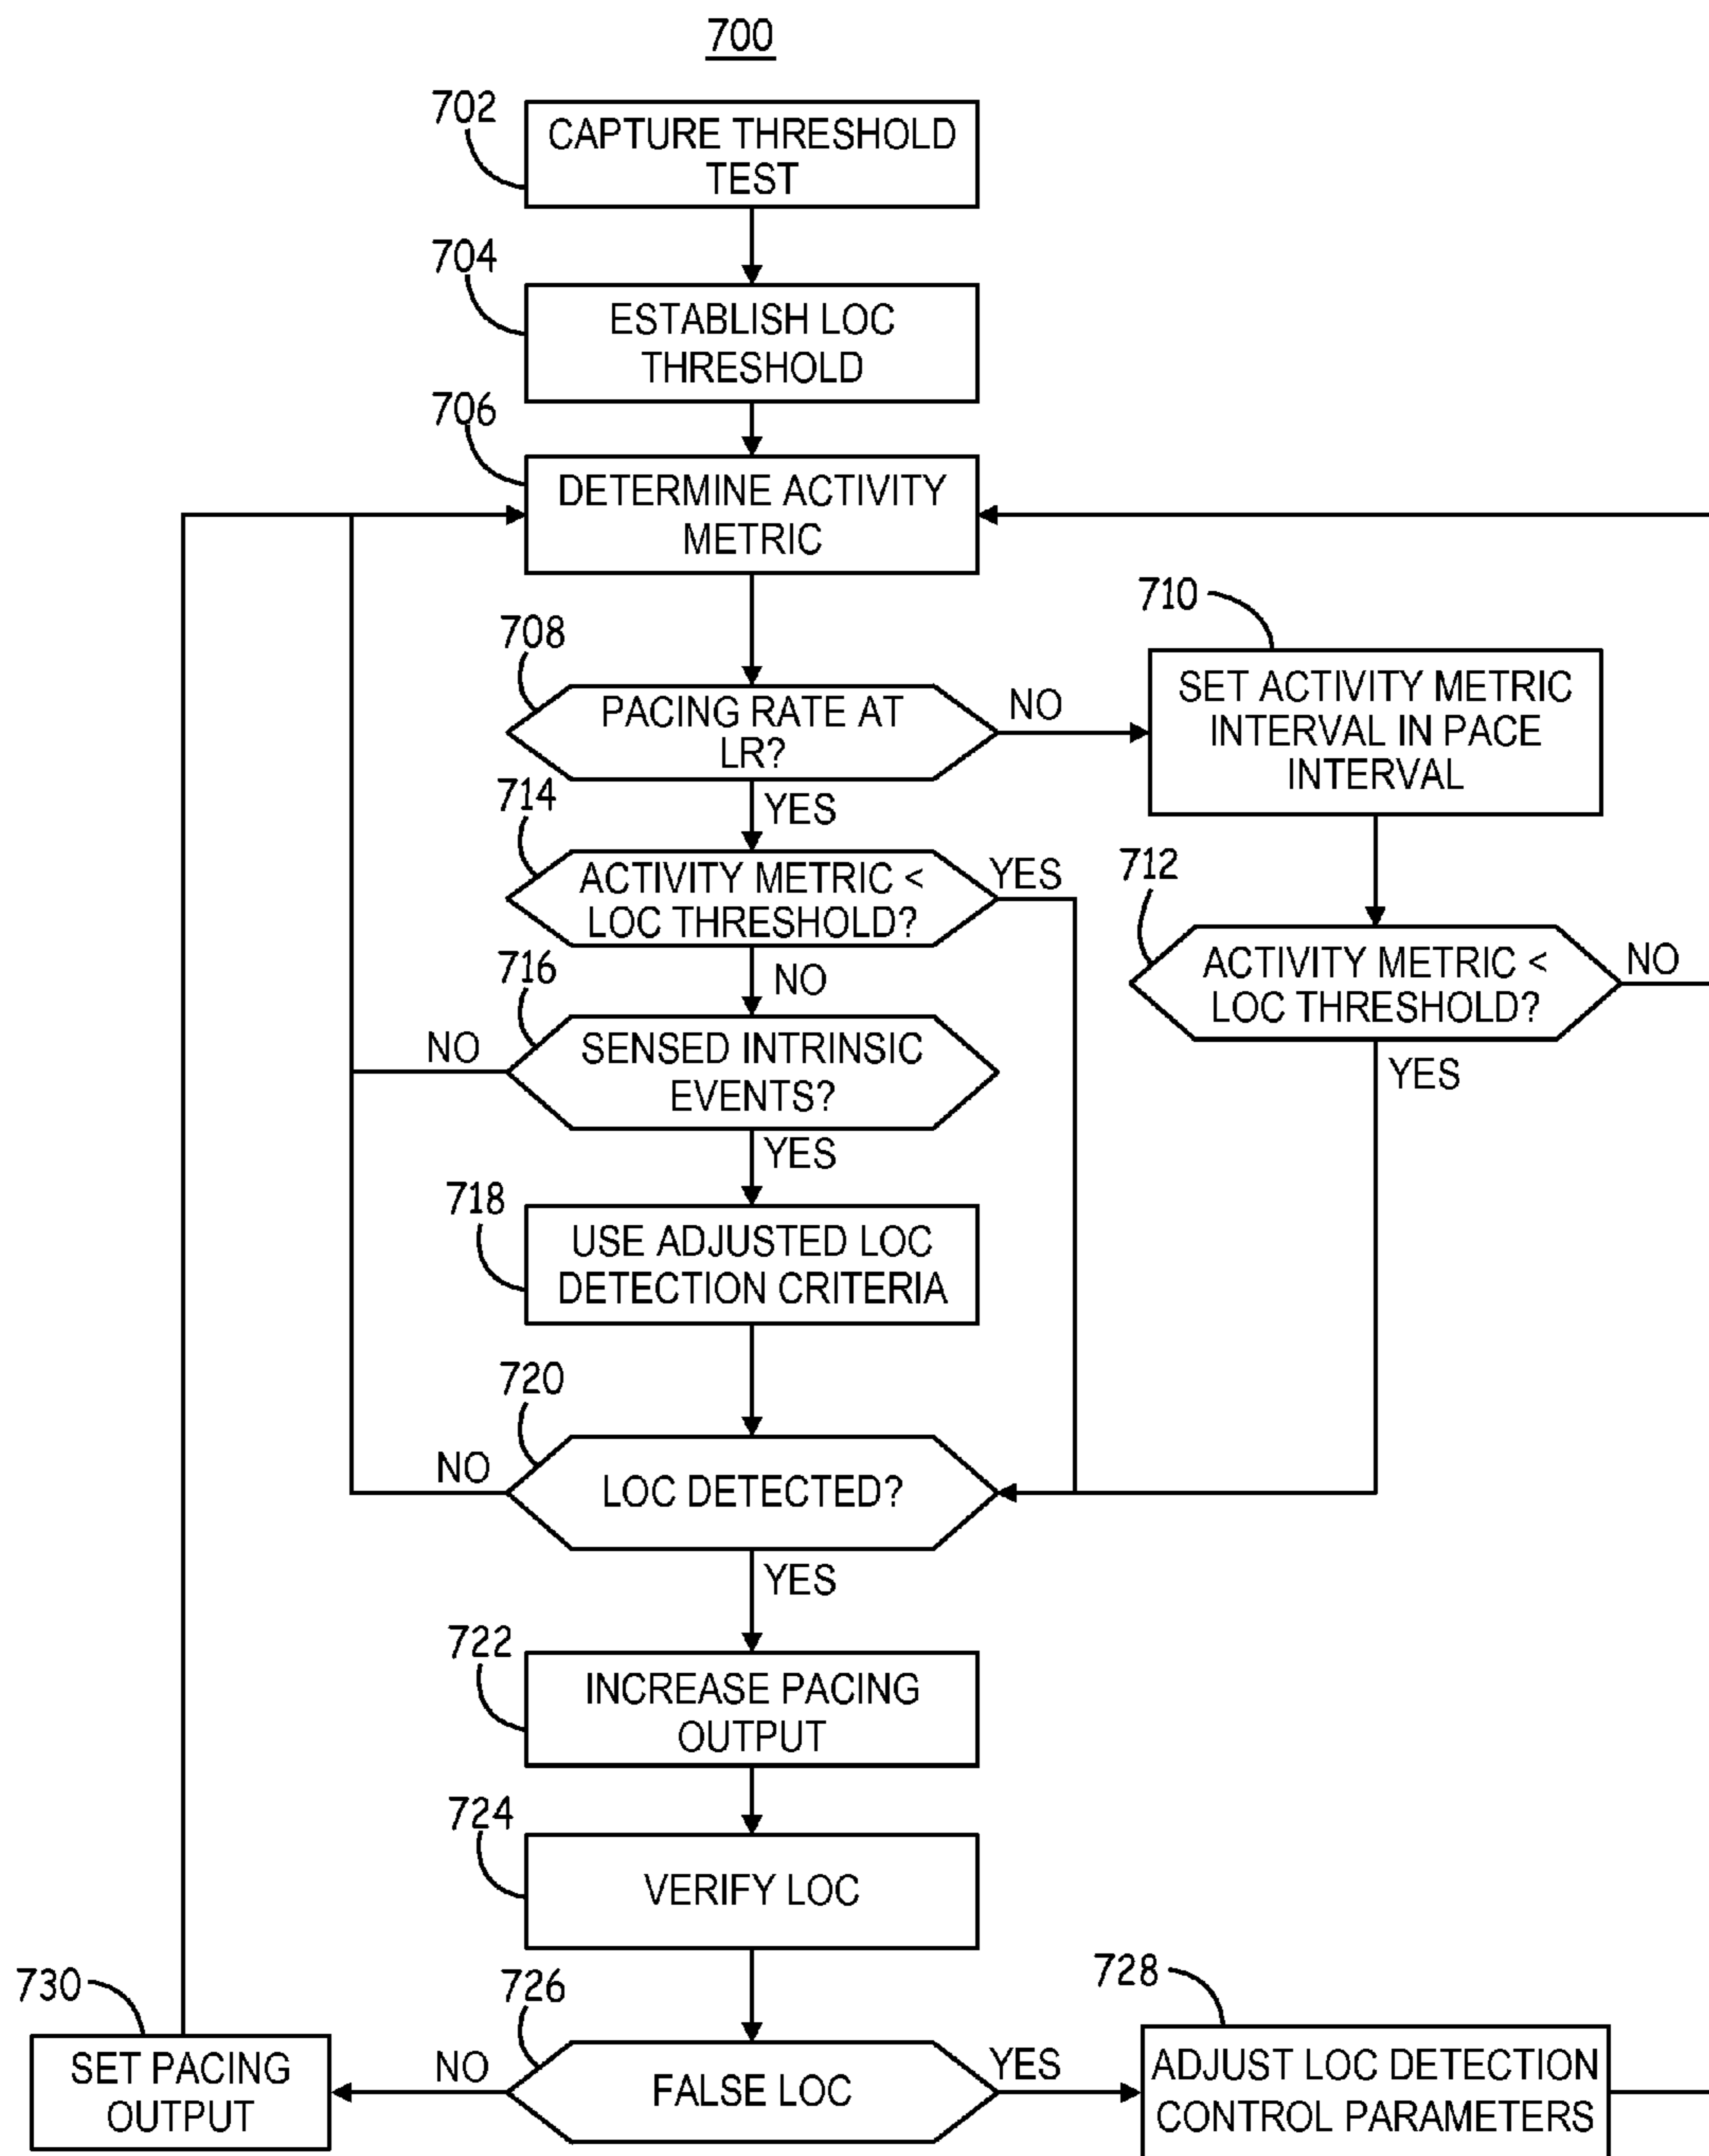 700
702
CAPTURE THRESHOLD
TEST
704
ESTABLISH LOC
THRESHOLD
706
DETERMINE ACTIVITY
METRIC
708
PACING RATE AT
LR?
NO
YES
710
SET ACTIVITY METRIC
INTERVAL IN PACE
INTERVAL
712
ACTIVITY METRIC <
LOC THRESHOLD?
NO
YES
714
ACTIVITY METRIC <
LOC THRESHOLD?
YES
NO
716
SENSED INTRINSIC
EVENTS?
NO
YES
718
USE ADJUSTED LOC
DETECTION CRITERIA
720
LOC DETECTED?
NO
YES
722
INCREASE PACING
OUTPUT
724
VERIFY LOC
726
FALSE LOC
NO
YES
728
ADJUST LOC DETECTION
CONTROL PARAMETERS
730
SET PACING
OUTPUT